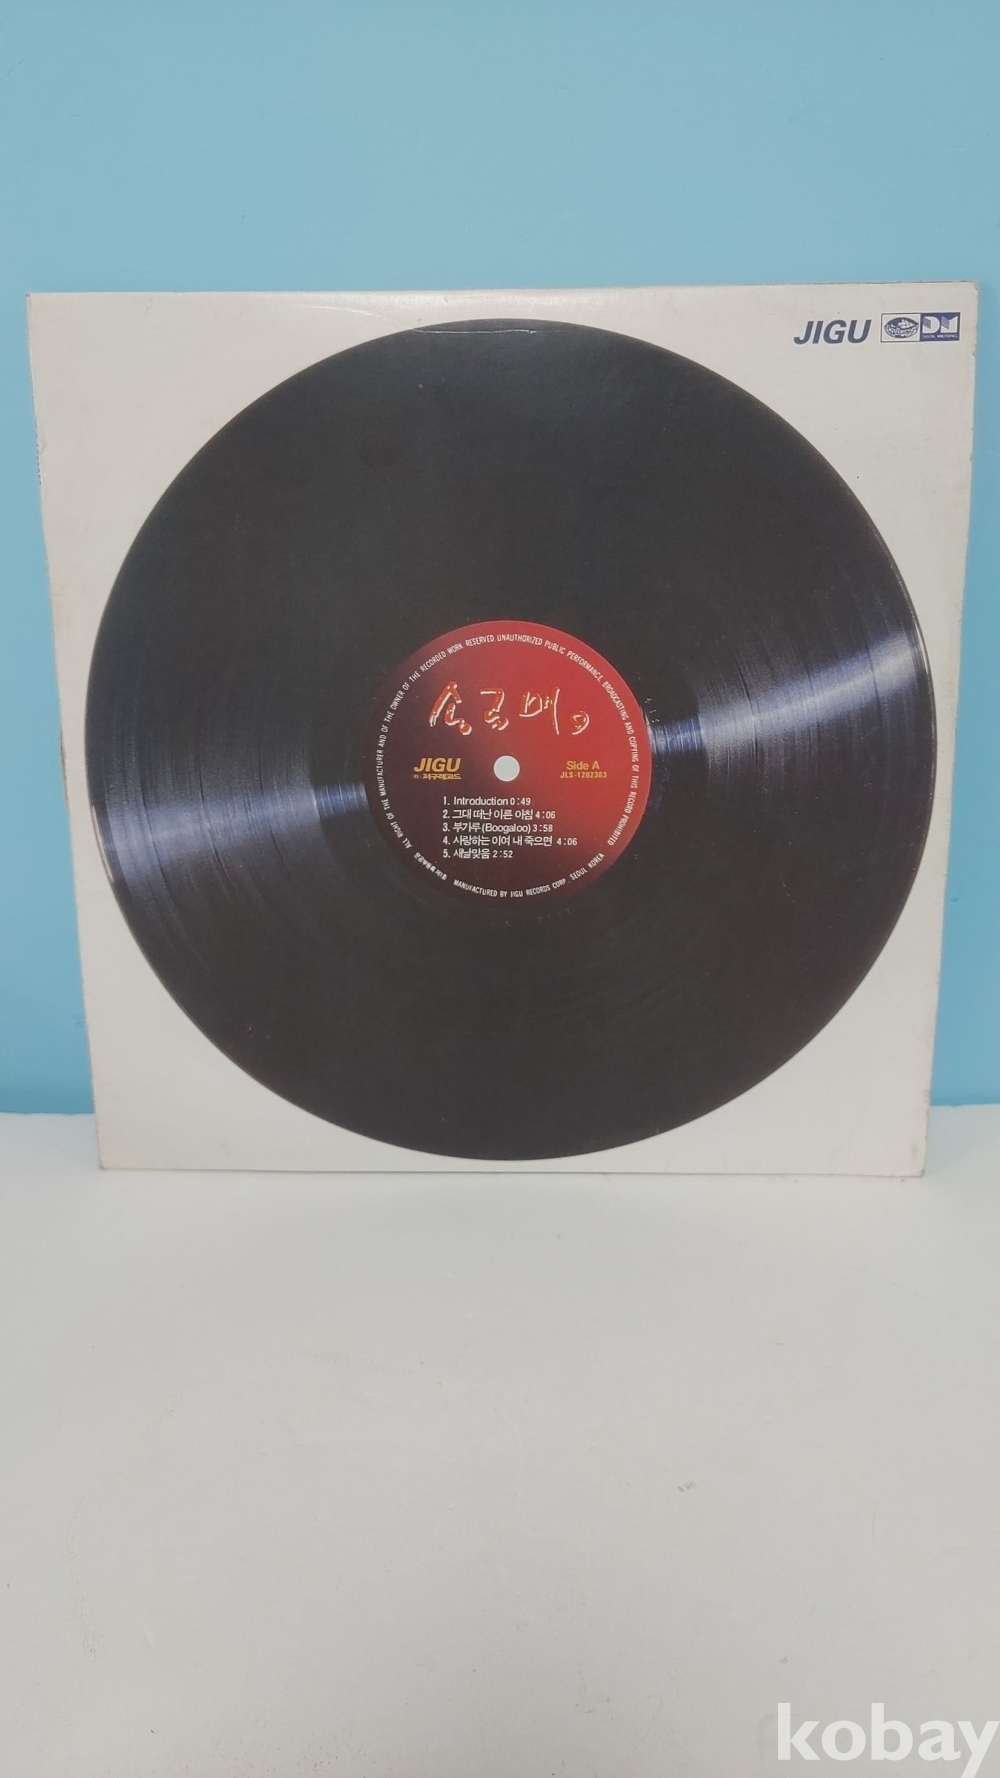 JIGU
ALL RIGHT OF THE MANUFACTURER AND OF THE OWNER OF THE RECORDED WORK RESERVED UNAUTHORIZED PUBLIC PERFORMANCE BROADCASTING AND COPYING OF THIS RECORD PROHIBITED
송골매 9
JIGU
지구레코드
Side A
JLS-1202303
1. Introduction 0:49
2. 그대 떠난 이른 아침 4:06
3. 부가루 (Boogaloo) 3:58
4. 사랑하는 이여 내 죽으면 4:06
5. 새날맞음 2:52
MANUFACTURED BY JIGU RECORDS CORP., SEOUL KOREA
kobay